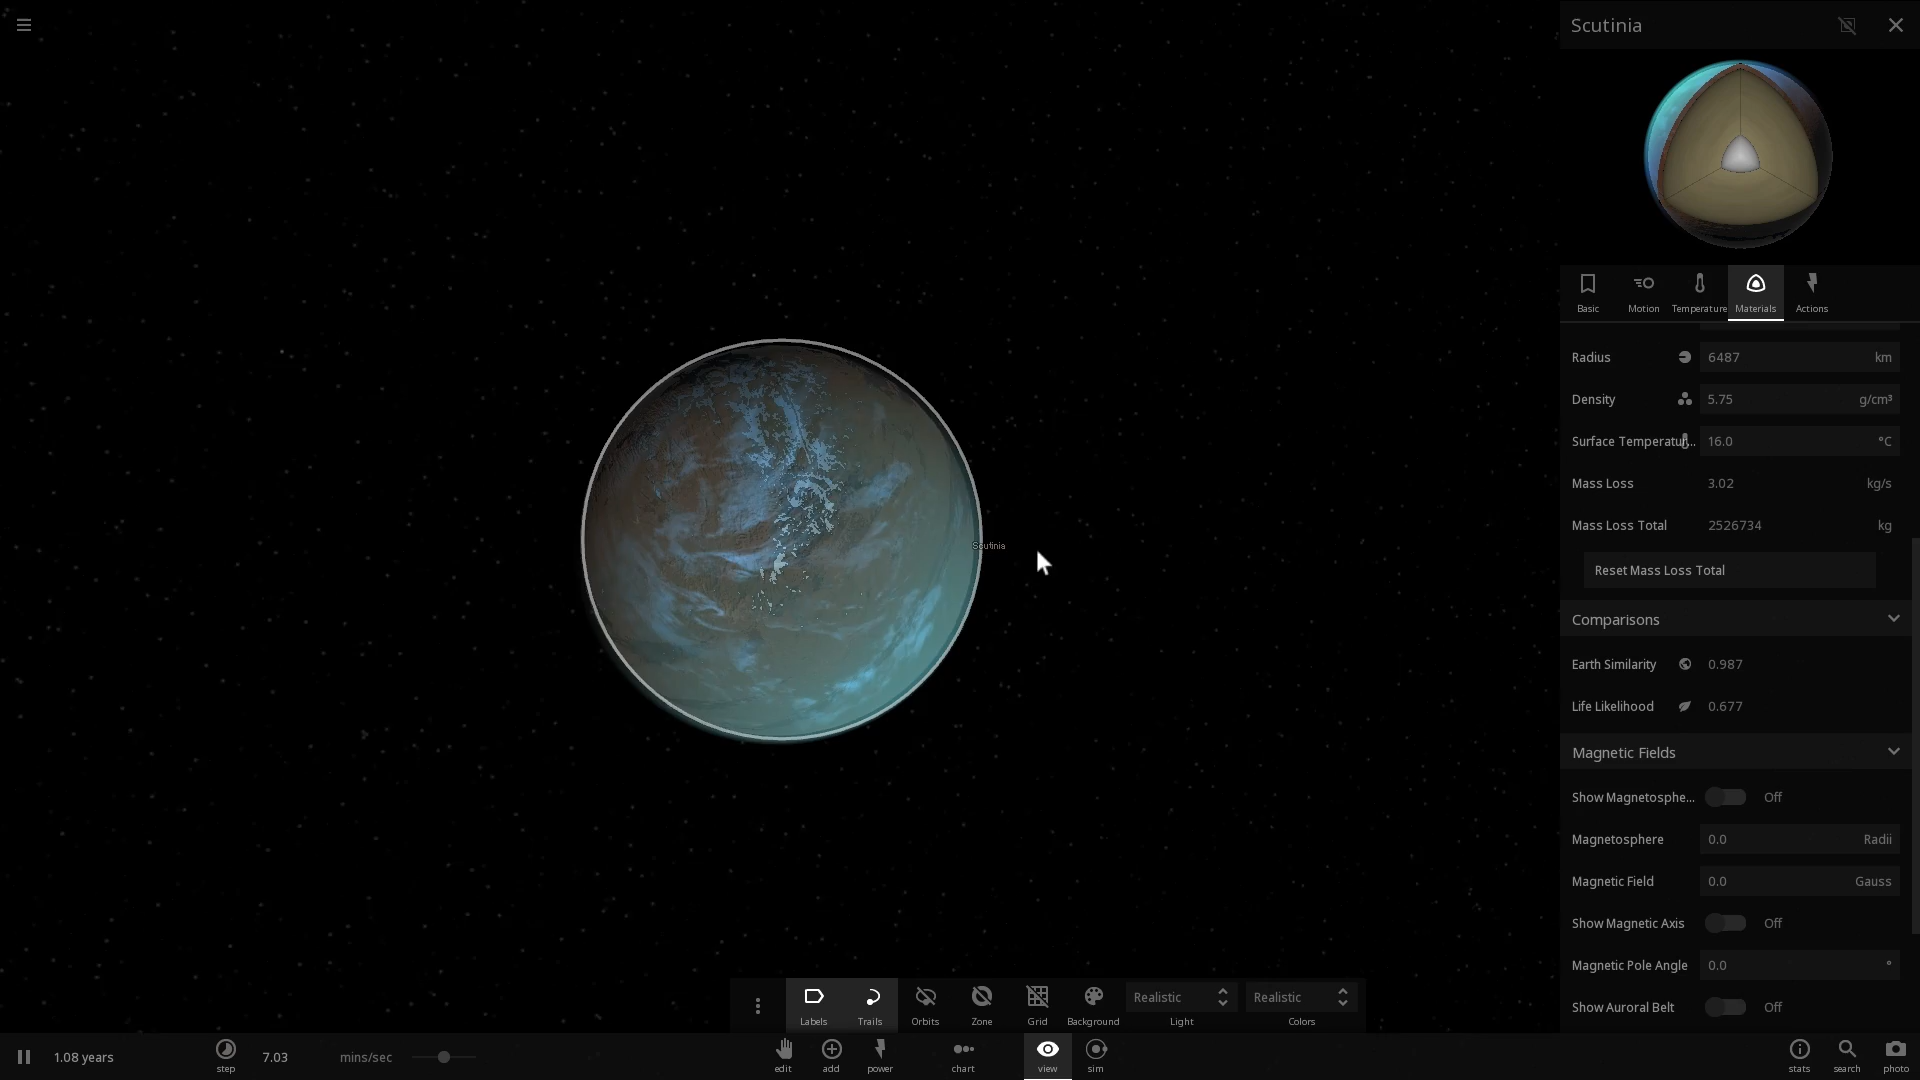 Scutinia
Basic
Motion
Temperature
Materials
Actions
Radius 6487 km
Density 5.75 g/cm³
Surface Temperatur... 16.0 °C
Mass Loss 3.02 kg/s
Mass Loss Total 2526734 kg
Scutinia
Reset Mass Loss Total
Comparisons
Earth Similarity 0.987
Life Likelihood 0.677
Magnetic Fields
Show Magnetosphe... Off
Magnetosphere 0.0 Radii
Magnetic Field 0.0 Gauss
Show Magnetic Axis Off
Magnetic Pole Angle 0.0 °
Show Auroral Belt Off
Labels
Trails
Orbits
Zone
Grid
Background
Realistic
Light
Realistic
Colors
1.08 years
step
7.03 mins/sec
edit
add
power
chart
view
sim
stats
search
photo